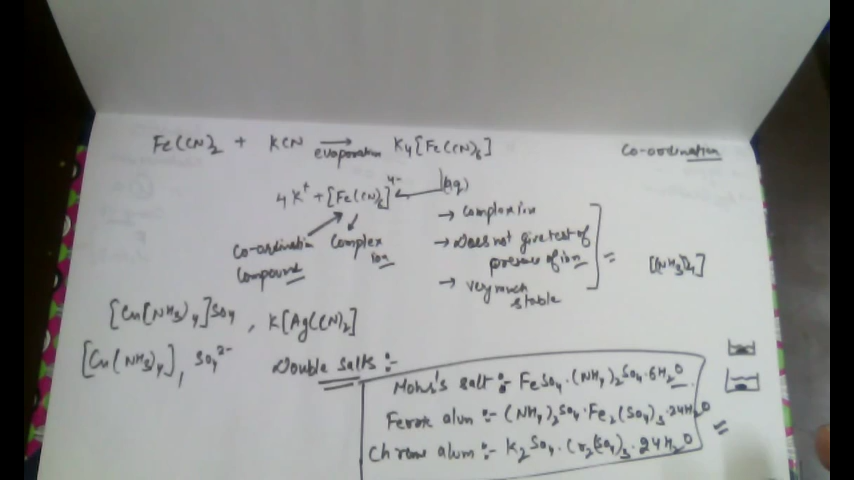 Fe(CN)2 + KCN → evaporation K4[Fe(CN)6]
Co-ordination
4K+ + [Fe(CN)6]4- (aq)
Co-ordination compound
Complex ion
→ complex ion
→ Does not give test of presence of ion
→ very much stable
=
[(NH3)4]
[Cu(NH3)4]SO4 , K[Ag(CN)2]
[Cu(NH3)4] , SO4 2-
Double salts :-
Mohr's salt :- FeSO4·(NH4)2SO4·6H2O
Ferric alum :- (NH4)2SO4·Fe2(SO4)3·24H2O
Chrome alum :- K2SO4·Cr2(SO4)3·24H2O